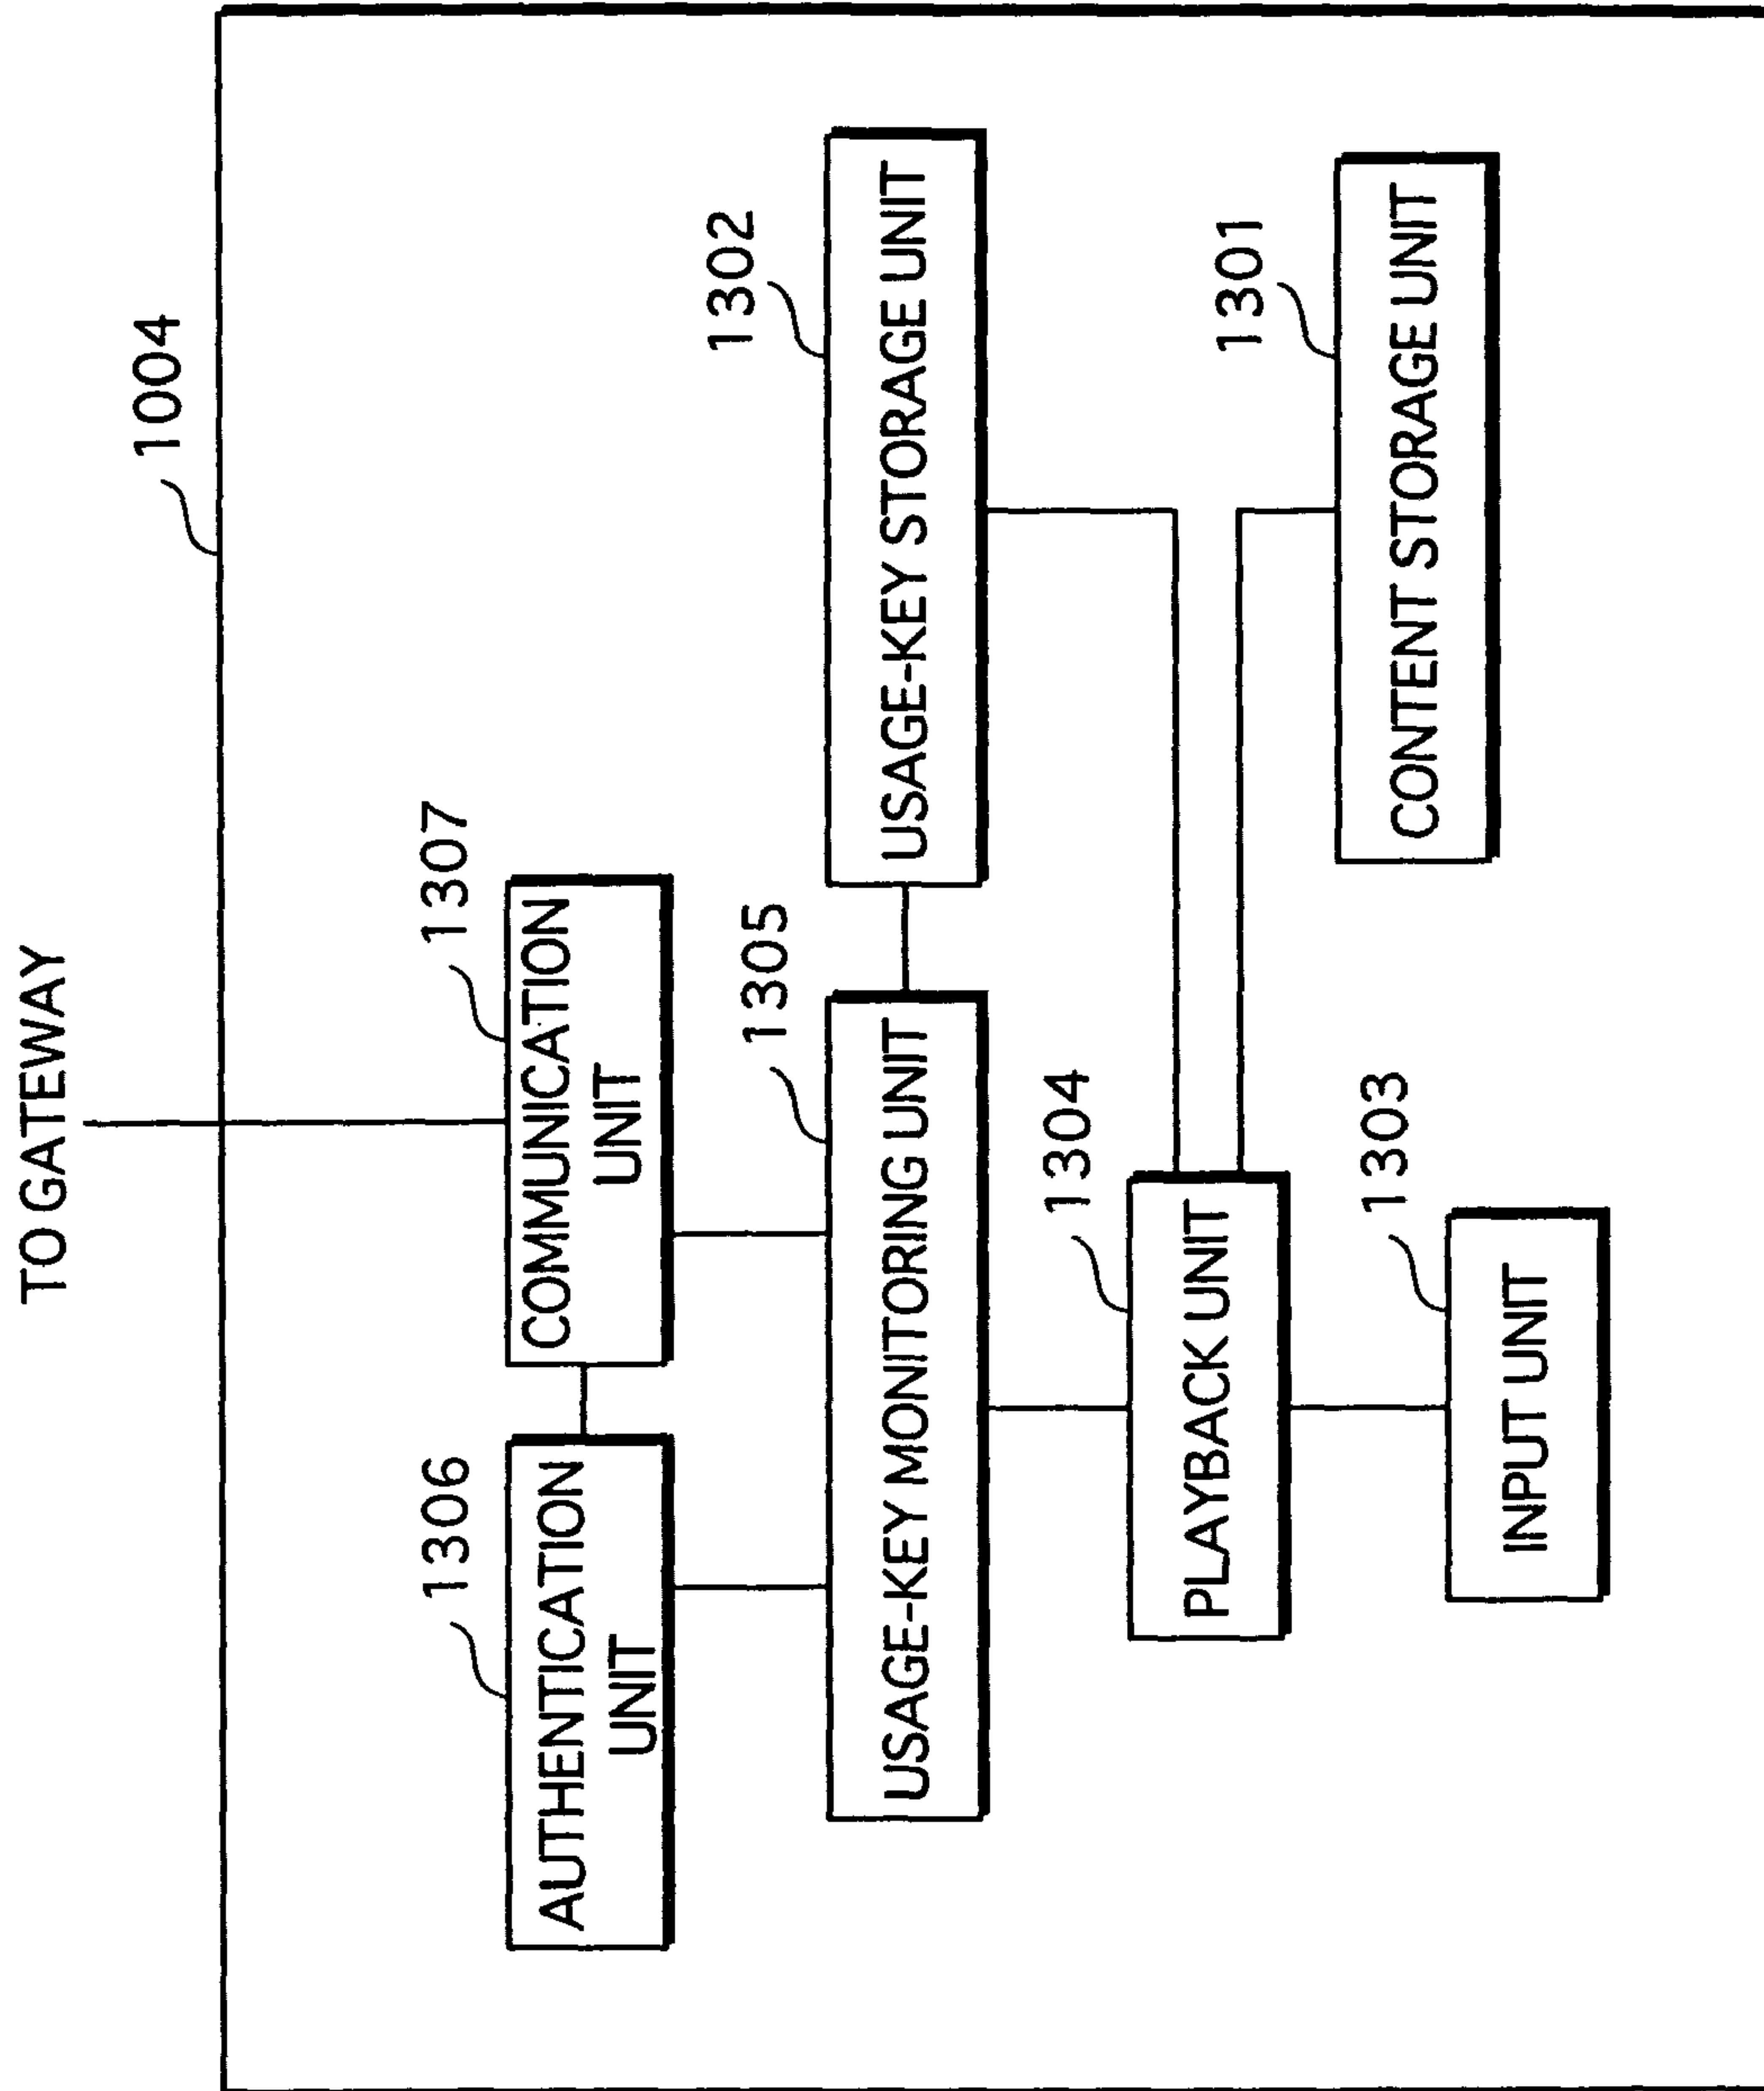 TO GATEWAY
1004
1306
1307
AUTHENTICATION
UNIT
COMMUNICATION
UNIT
1305
1302
USAGE-KEY MONITORING UNIT
USAGE-KEY STORAGE UNIT
1304
PLAYBACK UNIT
1301
CONTENT STORAGE UNIT
1303
INPUT UNIT